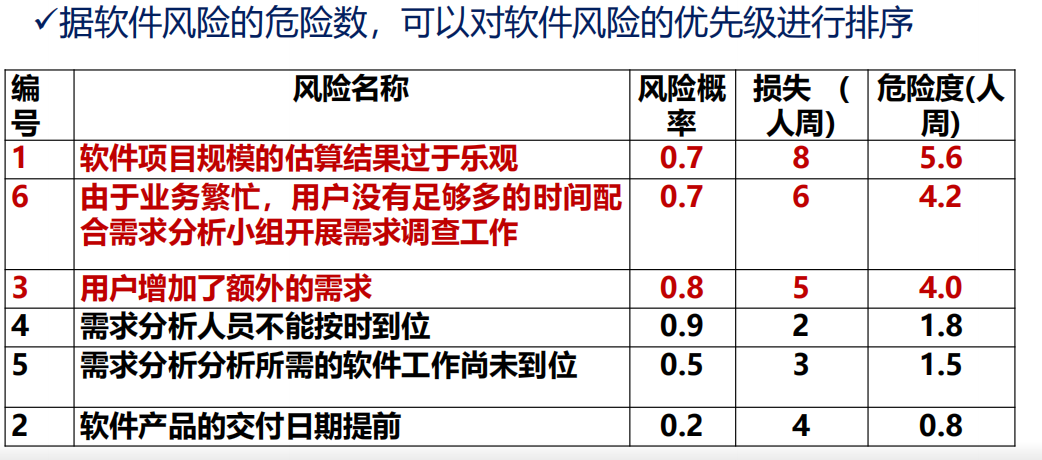 ✓据软件风险的危险数，可以对软件风险的优先级进行排序
编号 风险名称 风险概率 损失 （人周) 危险度(人周)
1 软件项目规模的估算结果过于乐观 0.7 8 5.6
6 由于业务繁忙，用户没有足够多的时间配合需求分析小组开展需求调查工作 0.7 6 4.2
3 用户增加了额外的需求 0.8 5 4.0
4 需求分析人员不能按时到位 0.9 2 1.8
5 需求分析分析所需的软件工作尚未到位 0.5 3 1.5
2 软件产品的交付日期提前 0.2 4 0.8